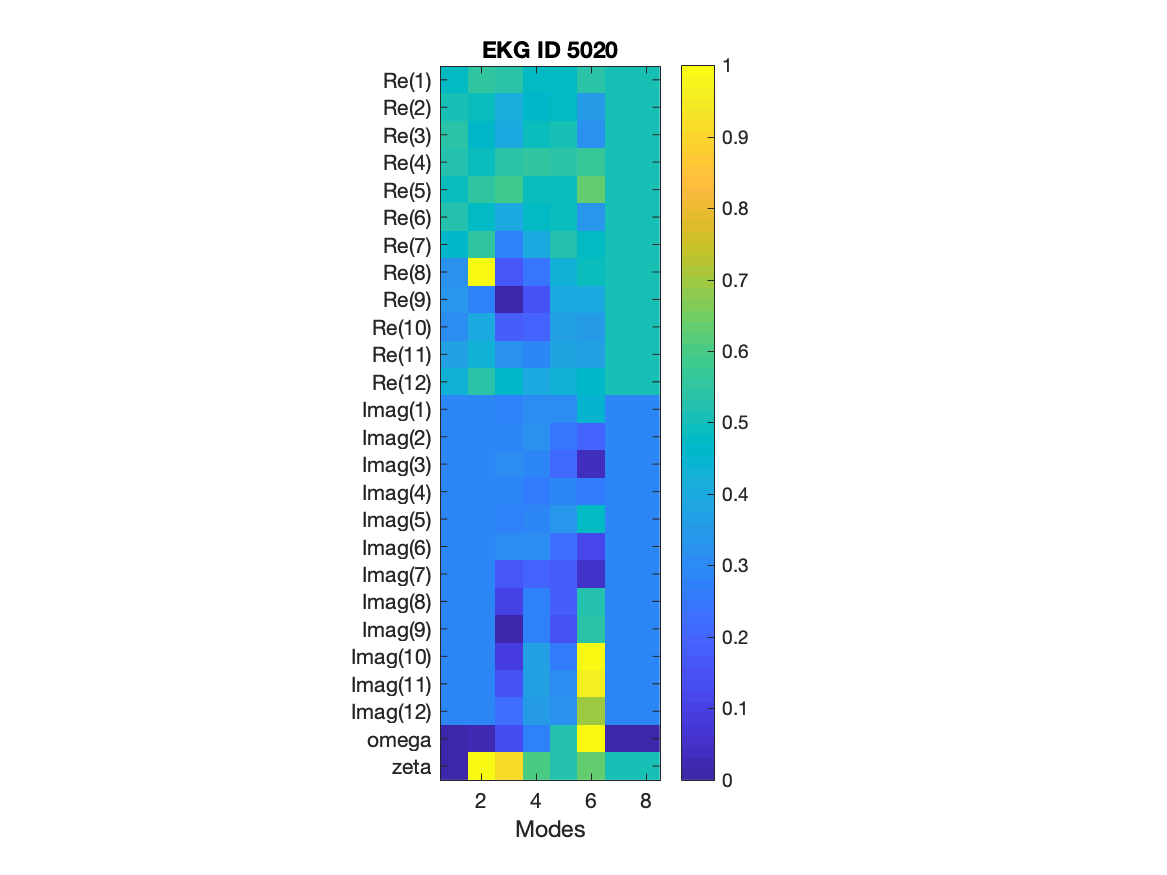 EKG ID 5020
Re(1)
Re(2)
Re(3)
Re(4)
Re(5)
Re(6)
Re(7)
Re(8)
Re(9)
Re(10)
Re(11)
Re(12)
Imag(1)
Imag(2)
Imag(3)
Imag(4)
Imag(5)
Imag(6)
Imag(7)
Imag(8)
Imag(9)
Imag(10)
Imag(11)
Imag(12)
omega
zeta
2 4 6 8
Modes
1
0.9
0.8
0.7
0.6
0.5
0.4
0.3
0.2
0.1
0